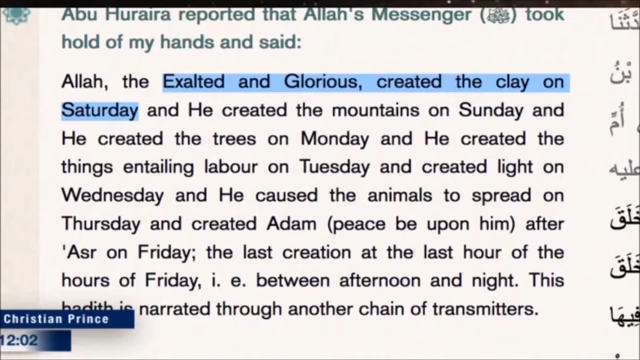 Abu Huraira reported that Allah's Messenger (ﷺ) took
hold of my hands and said:
Allah, the Exalted and Glorious, created the clay on
Saturday and He created the mountains on Sunday and
He created the trees on Monday and He created the
things entailing labour on Tuesday and created light on
Wednesday and He caused the animals to spread on
Thursday and created Adam (peace be upon him) after
'Asr on Friday; the last creation at the last hour of the
hours of Friday, i. e. between afternoon and night. This
hadith is narrated through another chain of transmitters.
Christian Prince
12:02
بْنُ
أُمِّ
عليه
خَلَقَ
خَلَقَ
فِيهَا